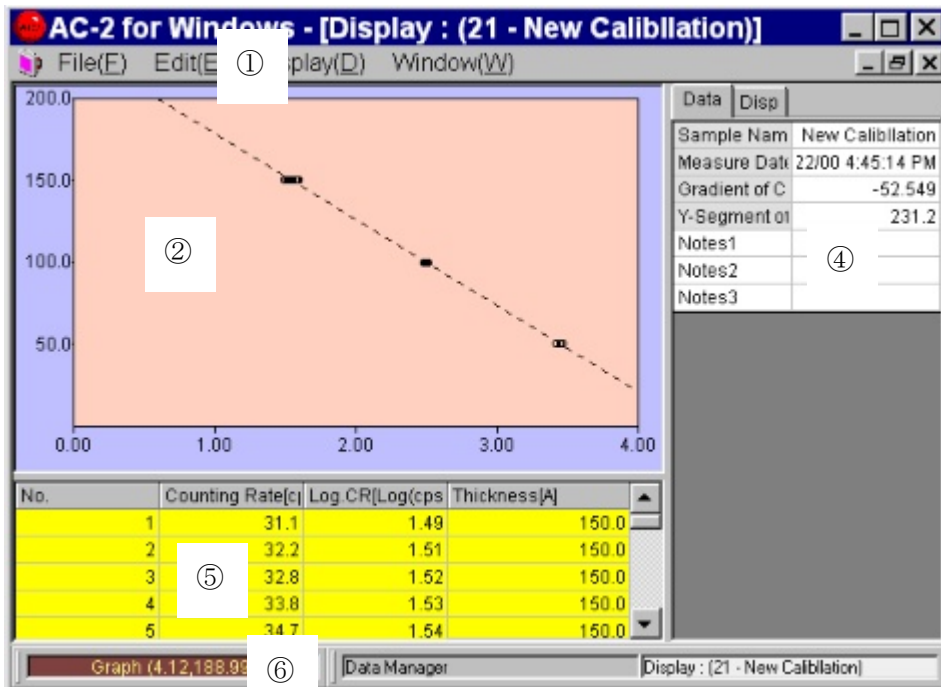 AC-2 for Windows - [Display : (21 - New Calibllation)]
File(F) Edit(E ① play(D) Window(W)
200.0
150.0
100.0
50.0
0.00 1.00 2.00 3.00 4.00
②
Data Disp
Sample Nam New Calibllation
Measure Date 22/00 4:45:14 PM
Gradient of C -52.549
Y-Segment of 231.2
Notes1
Notes2
Notes3
④
No. Counting Rate[c Log.CR[Log(cps Thickness[A]
1 31.1 1.49 150.0
2 32.2 1.51 150.0
3 32.8 1.52 150.0
4 33.8 1.53 150.0
5 34.7 1.54 150.0
⑤
Graph (4.12,188.99 ⑥ Data Manager Display : (21 - New Calibllation)